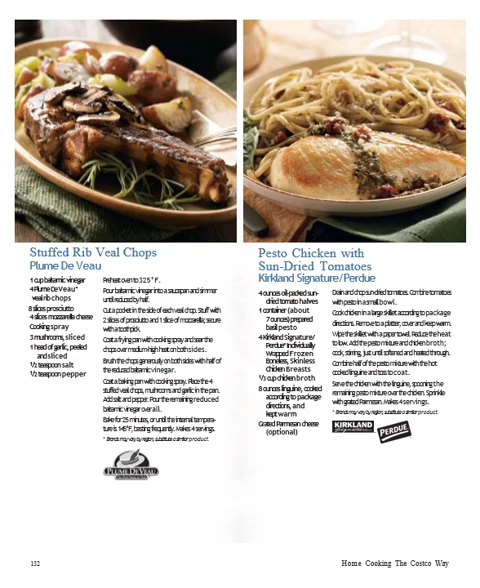 Stuffed Rib Veal Chops
Plume De Veau
1 cup balsamic vinegar
4 Plume De Veau*
veal rib chops
8 slices prosciutto
4 slices mozzarella cheese
Cooking spray
3 mushrooms, sliced
1 head of garlic, peeled
and sliced
1/2 teaspoon salt
1/2 teaspoon pepper
Preheat oven to 325°F.
Pour balsamic vinegar into a saucepan and simmer
until reduced by half.
Cut a pocket in the side of each veal chop. Stuff with
2 slices of prosciutto and 1 slice of mozzarella; secure
with a toothpick.
Coat a frying pan with cooking spray and sear the
chops over medium high heat on both sides.
Brush the chops generously on both sides with half of
the reduced balsamic vinegar.
Coat a baking pan with cooking spray. Place the 4
stuffed veal chops, mushrooms and garlic in the pan.
Add salt and pepper. Pour the remaining reduced
balsamic vinegar over all.
Bake for 25 minutes, or until the internal tempera-
ture is 145°F, basting frequently. Makes 4 servings.
* Brands may vary by region; substitute a similar product.
PLUME DE VEAU
Pesto Chicken with
Sun-Dried Tomatoes
Kirkland Signature/Perdue
4 ounces oil-packed sun-
dried tomato halves
1 container (about
7 ounces) prepared
basil pesto
4 Kirkland Signature/
Perdue* Individually
Wrapped Frozen
Boneless, Skinless
Chicken Breasts
1/3 cup chicken broth
8 ounces linguine, cooked
according to package
directions, and
kept warm
Grated Parmesan cheese
(optional)
Drain and chop sun-dried tomatoes. Combine tomatoes
with pesto in a small bowl.
Cook chicken in a large skillet according to package
directions. Remove to a platter, cover and keep warm.
Wipe the skillet with a paper towel. Reduce the heat
to low. Add the pesto mixture and chicken broth;
cook, stirring, just until softened and heated through.
Combine half of the pesto mixture with the hot
cooked linguine and toss to coat.
Serve the chicken with the linguine, spooning the
remaining pesto mixture over the chicken. Sprinkle
with grated Parmesan. Makes 4 servings.
* Brands may vary by region; substitute a similar product.
KIRKLAND
Signature
PERDUE
132
Home Cooking The Costco Way